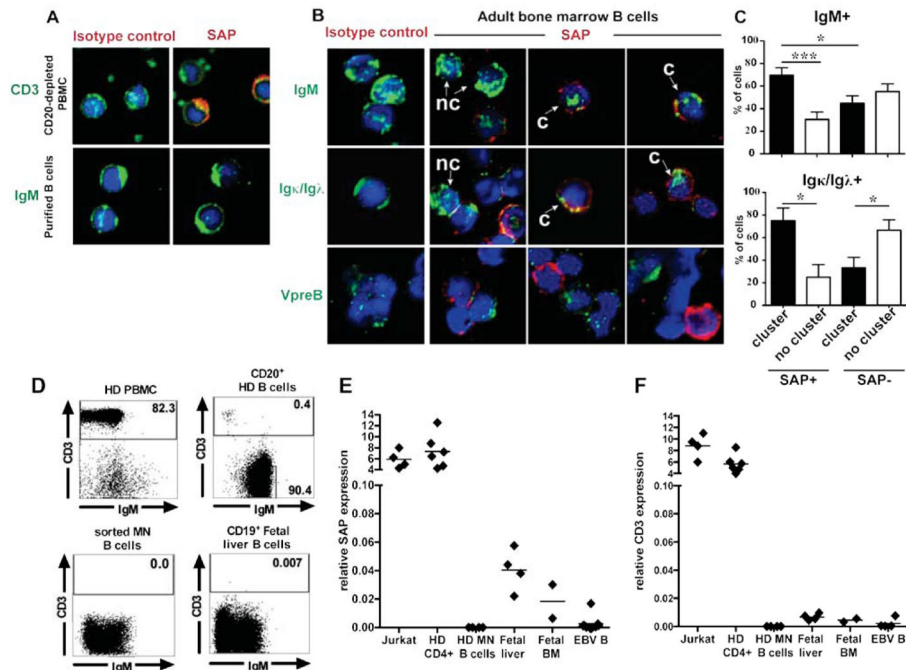 A
Isotype control
SAP
CD3
CD20-depleted
PBMC
IgM
Purified B cells
B
Adult bone marrow B cells
Isotype control
SAP
IgM
nc
c
c
Igκ/Igλ
nc
c
c
VpreB
C
IgM+
*
***
% of cells
100
80
60
40
20
0
Igκ/Igλ+
*
*
% of cells
80
40
0
cluster
no cluster
cluster
no cluster
SAP+
SAP-
D
HD PBMC
82.3
CD3
IgM
CD20+
HD B cells
0.4
90.4
CD3
IgM
sorted MN
B cells
0.0
CD3
IgM
CD19+ Fetal
liver B cells
0.007
CD3
IgM
E
relative SAP expression
14
12
10
8
6
4
0.10
0.08
0.06
0.04
0.02
0.00
Jurkat
HD
CD4+
HD MN
B cells
Fetal
liver
Fetal
BM
EBV B
F
relative CD3 expression
14
12
10
8
6
4
2
0.10
0.08
0.06
0.04
0.02
0.00
Jurkat
HD
CD4+
HD MN
B cells
Fetal
liver
Fetal
BM
EBV B